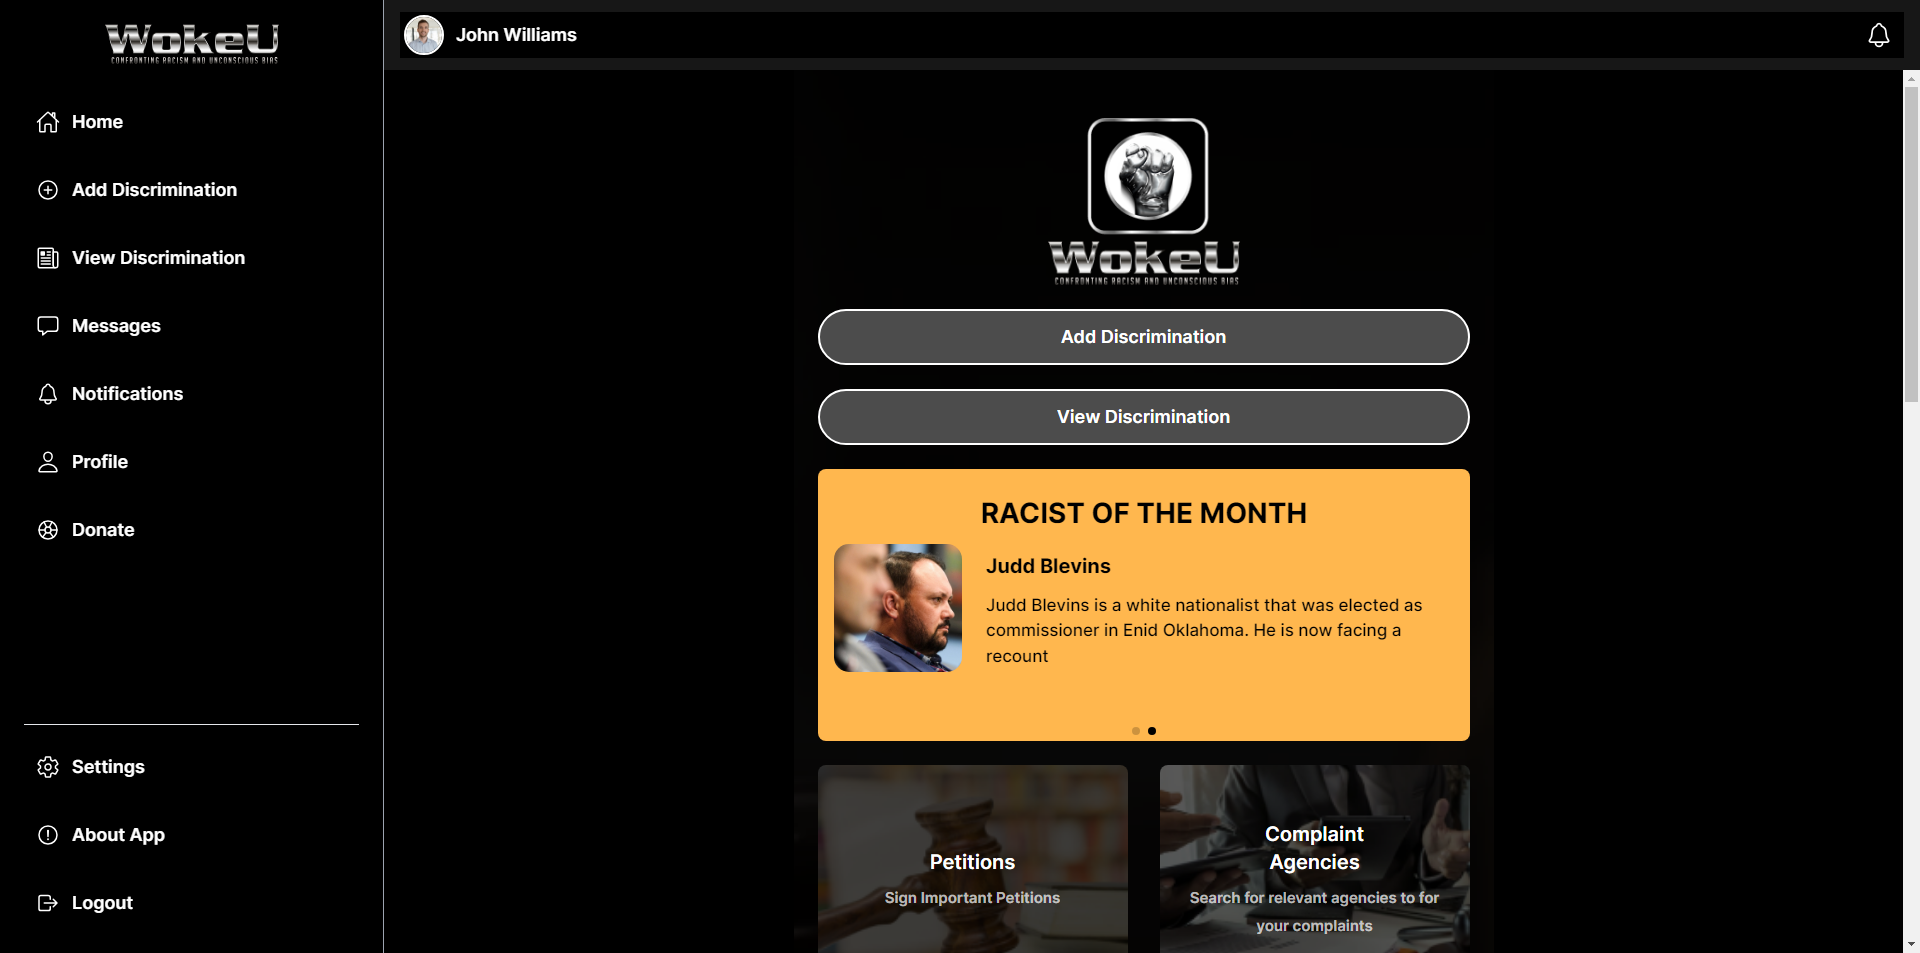 WokeU
CONFRONTING RACISM AND UNCONSCIOUS BIAS
Home
Add Discrimination
View Discrimination
Messages
Notifications
Profile
Donate
Settings
About App
Logout
John Williams
WokeU
CONFRONTING RACISM AND UNCONSCIOUS BIAS
Add Discrimination
View Discrimination
RACIST OF THE MONTH
Judd Blevins
Judd Blevins is a white nationalist that was elected as
commissioner in Enid Oklahoma. He is now facing a
recount
Petitions
Sign Important Petitions
Complaint
Agencies
Search for relevant agencies to for
your complaints